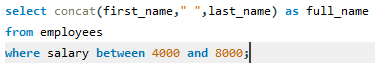 select concat(first_name," ",last_name) as full_name
from employees
where salary between 4000 and 8000;